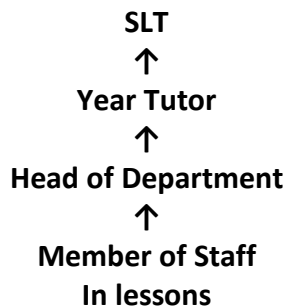 SLT
↑
Year Tutor
↑
Head of Department
↑
Member of Staff
In lessons